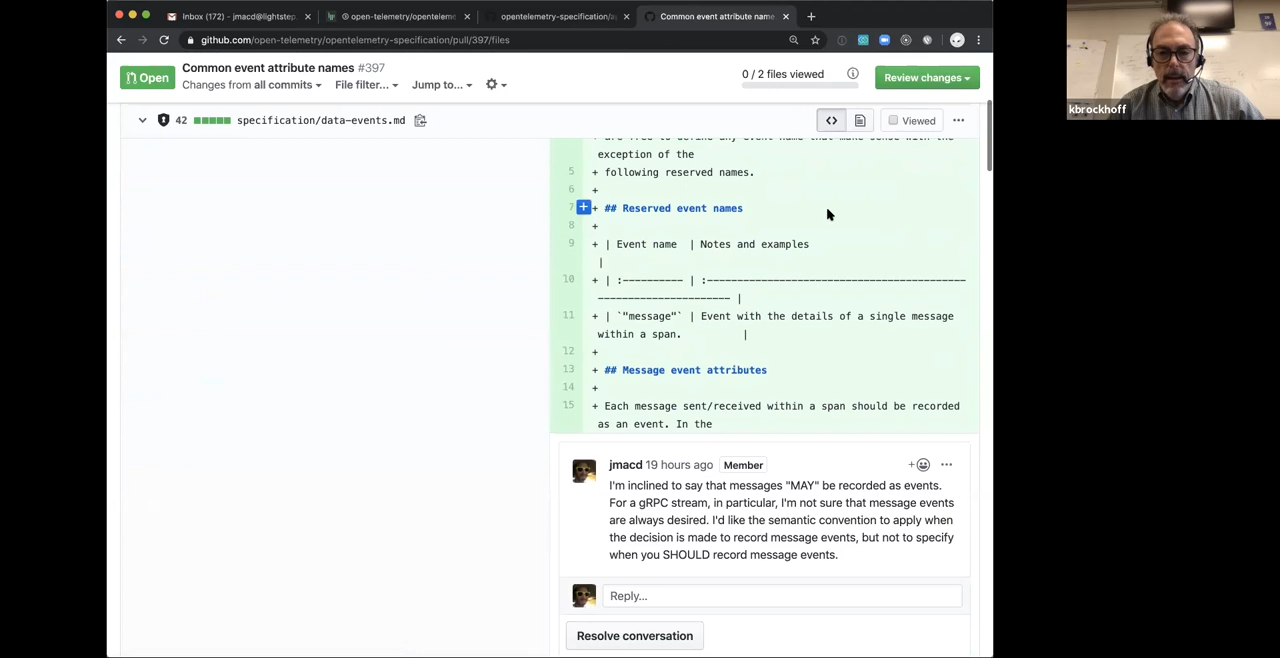 Inbox (172) - jmacd@lightstep.
open-telemetry/openteleme
opentelemetry-specification/a
Common event attribute name
github.com/open-telemetry/opentelemetry-specification/pull/397/files
kbrockhoff
Open
Common event attribute names #397
Changes from all commits
File filter...
Jump to...
0 / 2 files viewed
Review changes
42 specification/data-events.md
<> Viewed
exception of the
5 + following reserved names.
6 +
7 + ## Reserved event names
8 +
9 + | Event name | Notes and examples
|
10 + | :---------- | :-------------------------------------------
---------------------- |
11 + | `"message"` | Event with the details of a single message
within a span. |
12 +
13 + ## Message event attributes
14 +
15 + Each message sent/received within a span should be recorded
as an event. In the
jmacd 19 hours ago Member
I'm inclined to say that messages "MAY" be recorded as events.
For a gRPC stream, in particular, I'm not sure that message events
are always desired. I'd like the semantic convention to apply when
the decision is made to record message events, but not to specify
when you SHOULD record message events.
Reply...
Resolve conversation